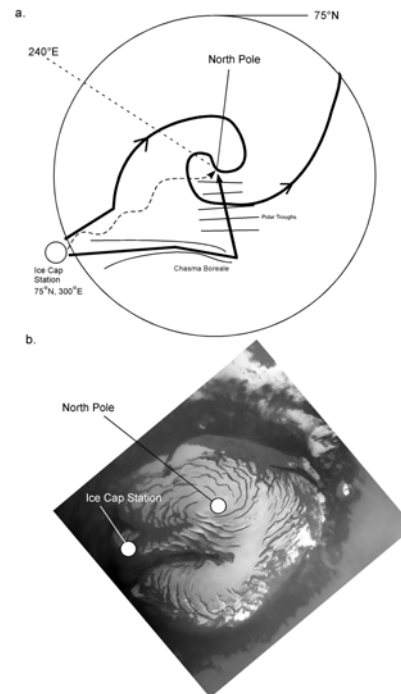 a.
75°N
240°E
North Pole
Polar Troughs
Ice Cap
Station
75°N, 300°E
Chasma Boreale
b.
North Pole
Ice Cap Station